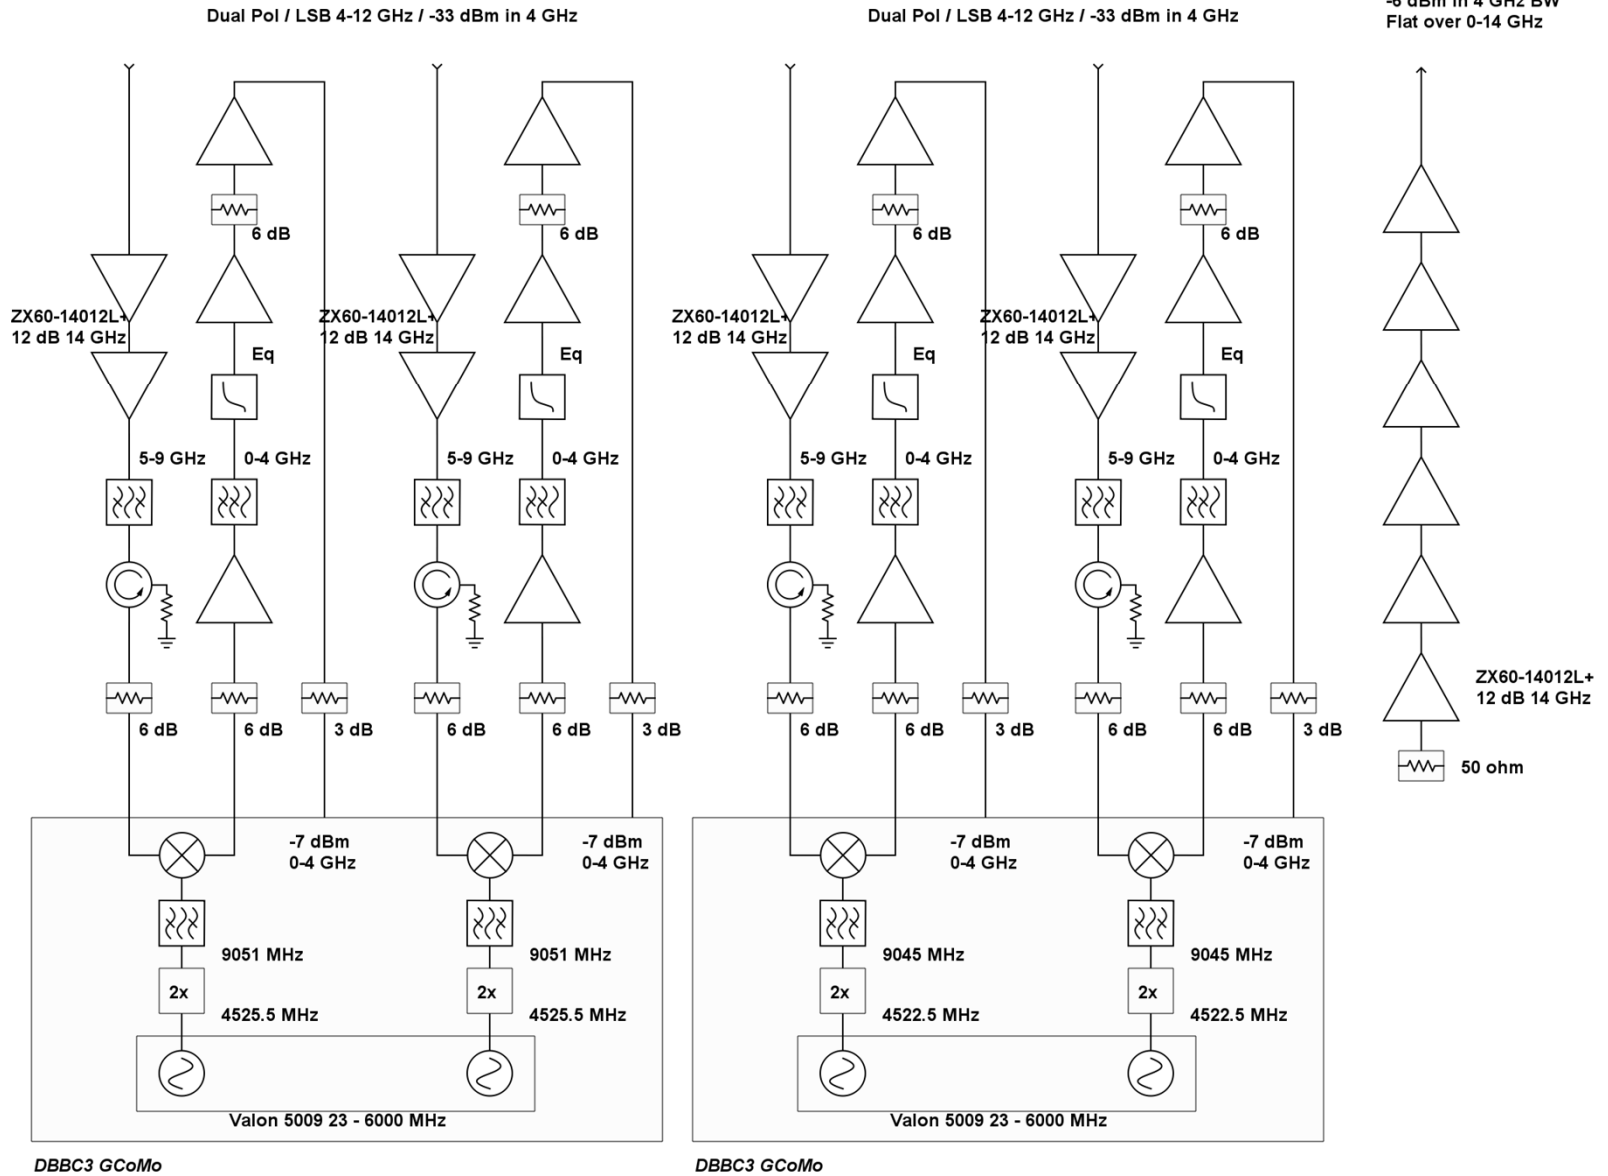 Dual Pol / LSB 4-12 GHz / -33 dBm in 4 GHz
Dual Pol / LSB 4-12 GHz / -33 dBm in 4 GHz
-6 dBm in 4 GHz BW
Flat over 0-14 GHz
6 dB
6 dB
6 dB
6 dB
ZX60-14012L+
12 dB 14 GHz
ZX60-14012L+
12 dB 14 GHz
ZX60-14012L+
12 dB 14 GHz
ZX60-14012L+
12 dB 14 GHz
Eq
Eq
Eq
Eq
5-9 GHz
0-4 GHz
5-9 GHz
0-4 GHz
5-9 GHz
0-4 GHz
5-9 GHz
0-4 GHz
ZX60-14012L+
12 dB 14 GHz
6 dB
6 dB
3 dB
6 dB
6 dB
3 dB
6 dB
6 dB
3 dB
6 dB
6 dB
3 dB
50 ohm
-7 dBm
0-4 GHz
-7 dBm
0-4 GHz
-7 dBm
0-4 GHz
-7 dBm
0-4 GHz
9051 MHz
9051 MHz
9045 MHz
9045 MHz
2x
2x
2x
2x
4525.5 MHz
4525.5 MHz
4522.5 MHz
4522.5 MHz
Valon 5009 23 - 6000 MHz
Valon 5009 23 - 6000 MHz
DBBC3 GCoMo
DBBC3 GCoMo